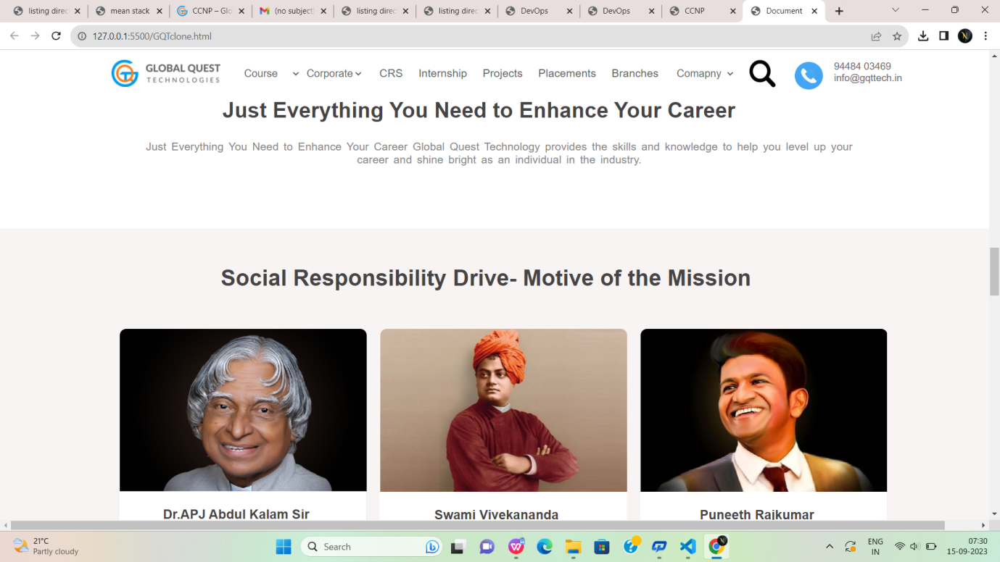 listing direc
mean stack
CCNP – Glo
(no subject)
listing direc
listing direc
DevOps
DevOps
CCNP
Document
127.0.0.1:5500/GQTclone.html
GLOBAL QUEST
TECHNOLOGIES
Course
Corporate
CRS
Internship
Projects
Placements
Branches
Comapny
94484 03469
info@gqttech.in
Just Everything You Need to Enhance Your Career
Just Everything You Need to Enhance Your Career Global Quest Technology provides the skills and knowledge to help you level up your
career and shine bright as an individual in the industry.
Social Responsibility Drive- Motive of the Mission
Dr.APJ Abdul Kalam Sir
Swami Vivekananda
Puneeth Rajkumar
21°C
Partly cloudy
Search
ENG
IN
07:30
15-09-2023